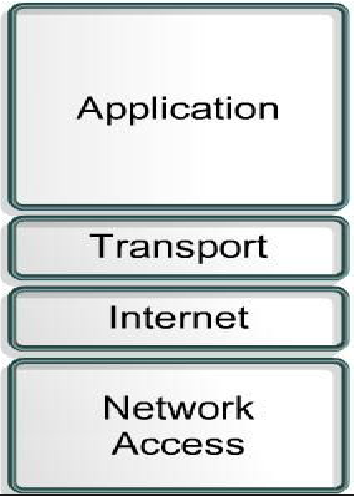 Application
Transport
Internet
Network
Access